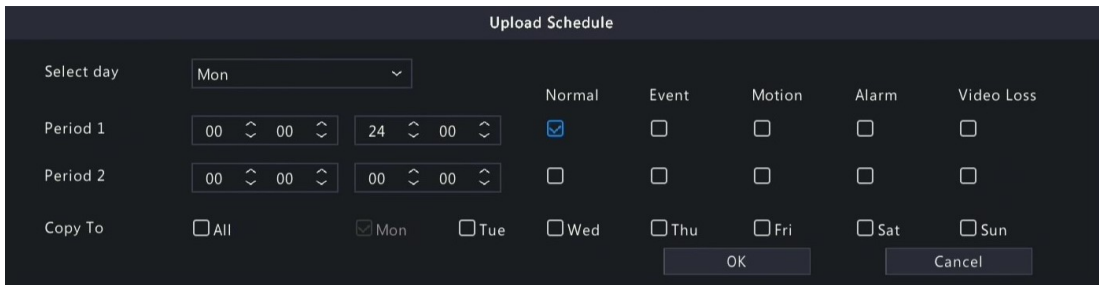 Upload Schedule
Select day Mon
Normal Event Motion Alarm Video Loss
Period 1 00 00 24 00
Period 2 00 00 00 00
Copy To All Mon Tue Wed Thu Fri Sat Sun
OK Cancel